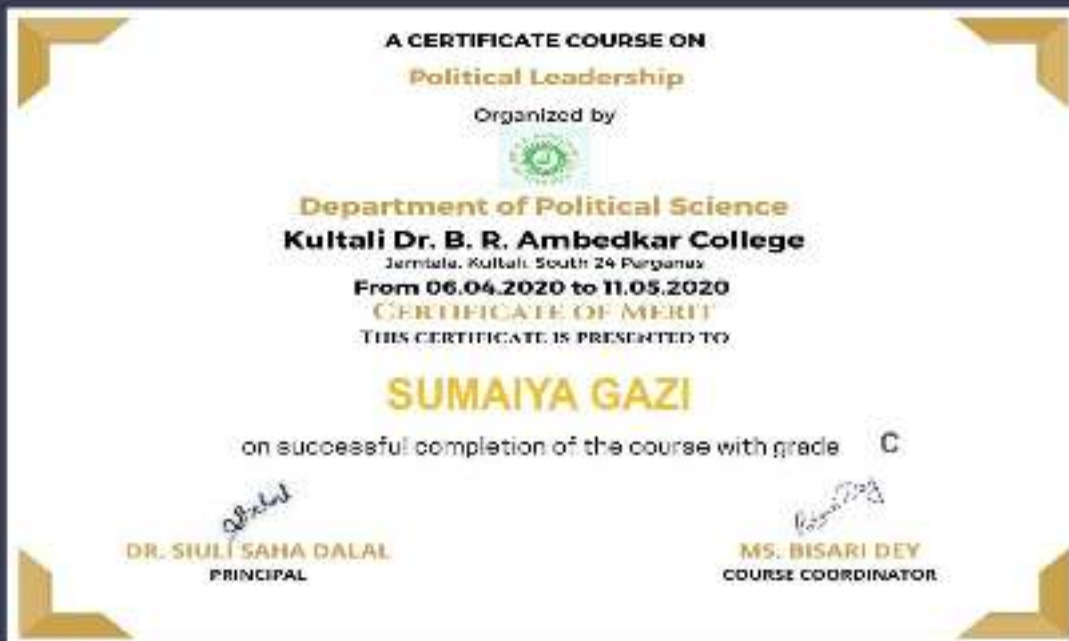 A CERTIFICATE COURSE ON
Political Leadership
Organized by
Department of Political Science
Kultali Dr. B. R. Ambedkar College
Jamtala, Kultali, South 24 Parganas
From 06.04.2020 to 11.05.2020
CERTIFICATE OF MERIT
THIS CERTIFICATE IS PRESENTED TO
SUMAIYA GAZI
on successful completion of the course with grade C
DR. SIULI SAHA DALAL
PRINCIPAL
MS. BISARI DEY
COURSE COORDINATOR